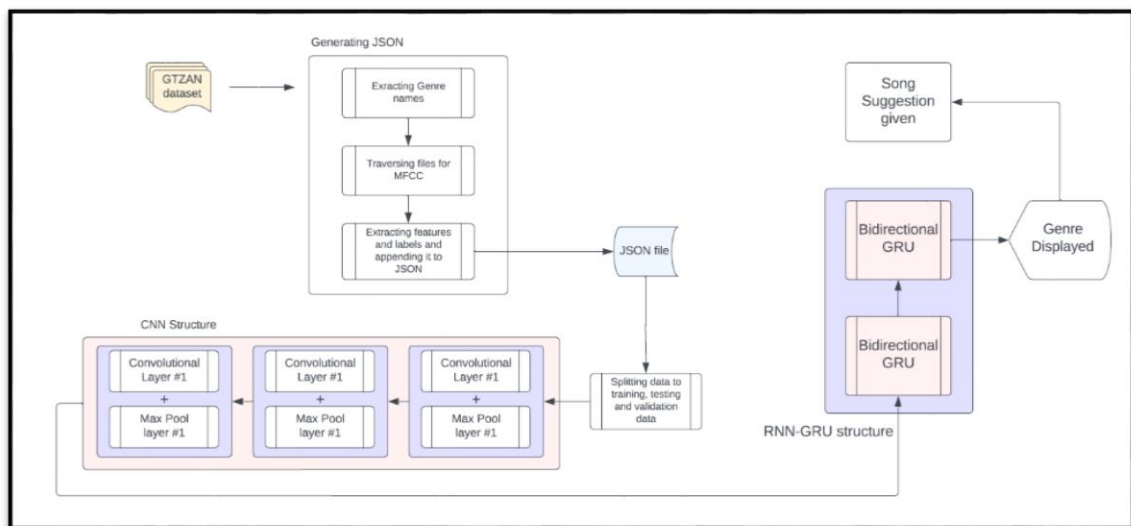 Generating JSON
GTZAN
dataset
Extracting Genre
names
Traversing files for
MFCC
Extracting features
and labels and
appending it to
JSON
JSON file
Splitting data to
training, testing
and validation
data
CNN Structure
Convolutional
Layer #1
+
Max Pool
layer #1
Convolutional
Layer #1
+
Max Pool
layer #1
Convolutional
Layer #1
+
Max Pool
layer #1
RNN-GRU structure
Bidirectional
GRU
Bidirectional
GRU
Genre
Displayed
Song
Suggestion
given